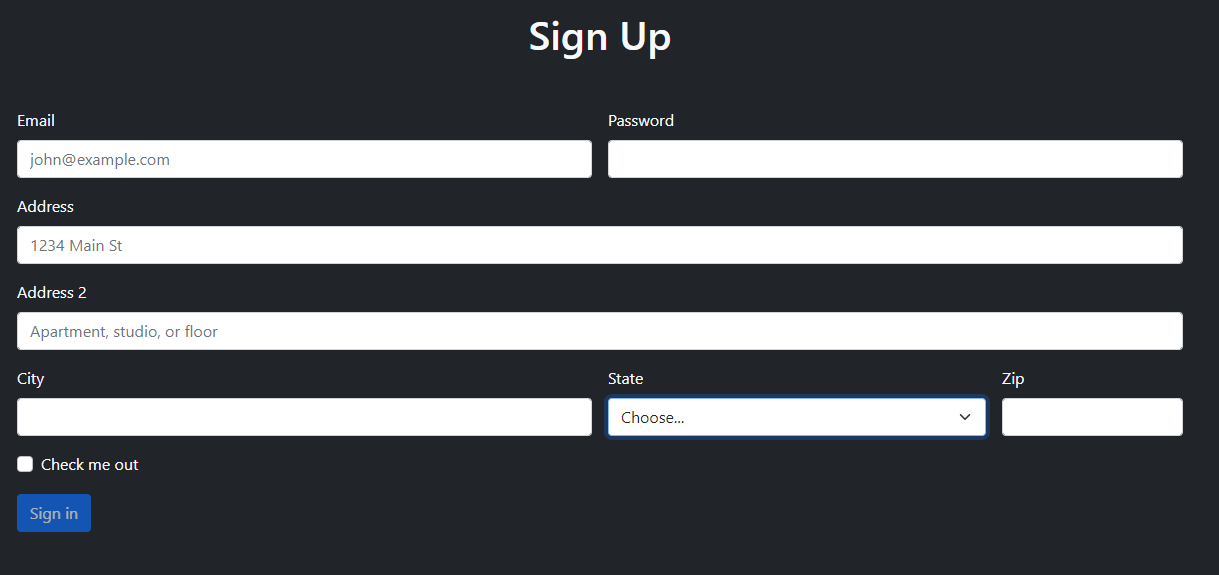 Sign Up
Email
Password
john@example.com
Address
1234 Main St
Address 2
Apartment, studio, or floor
City
State
Zip
Choose...
Check me out
Sign in